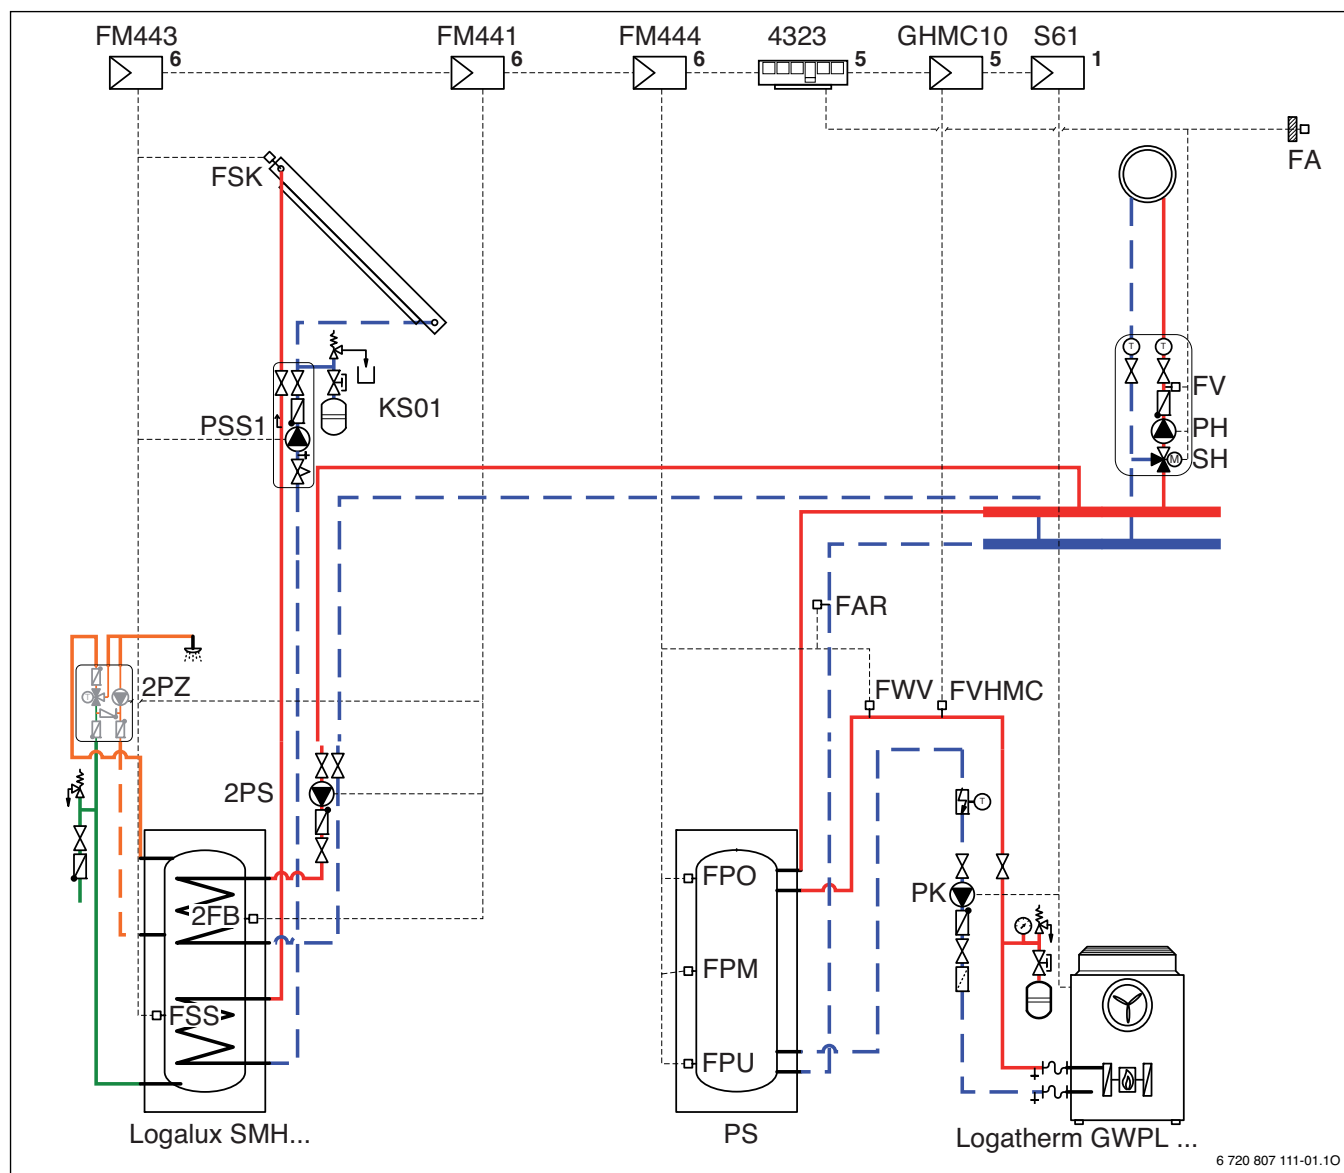 FM443 FM441 FM444 4323 GHMC10 S61
6 6 6 5 5 1
FA
FSK
KS01
PSS1
FV
PH
SH
T T
M
FAR
2PZ
T
FWV FVHMC
2PS
T
FPO
PK
2FB
FPM
FSS
FPU
Logalux SMH...
PS
Logatherm GWPL ...
6 720 807 111-01.1O